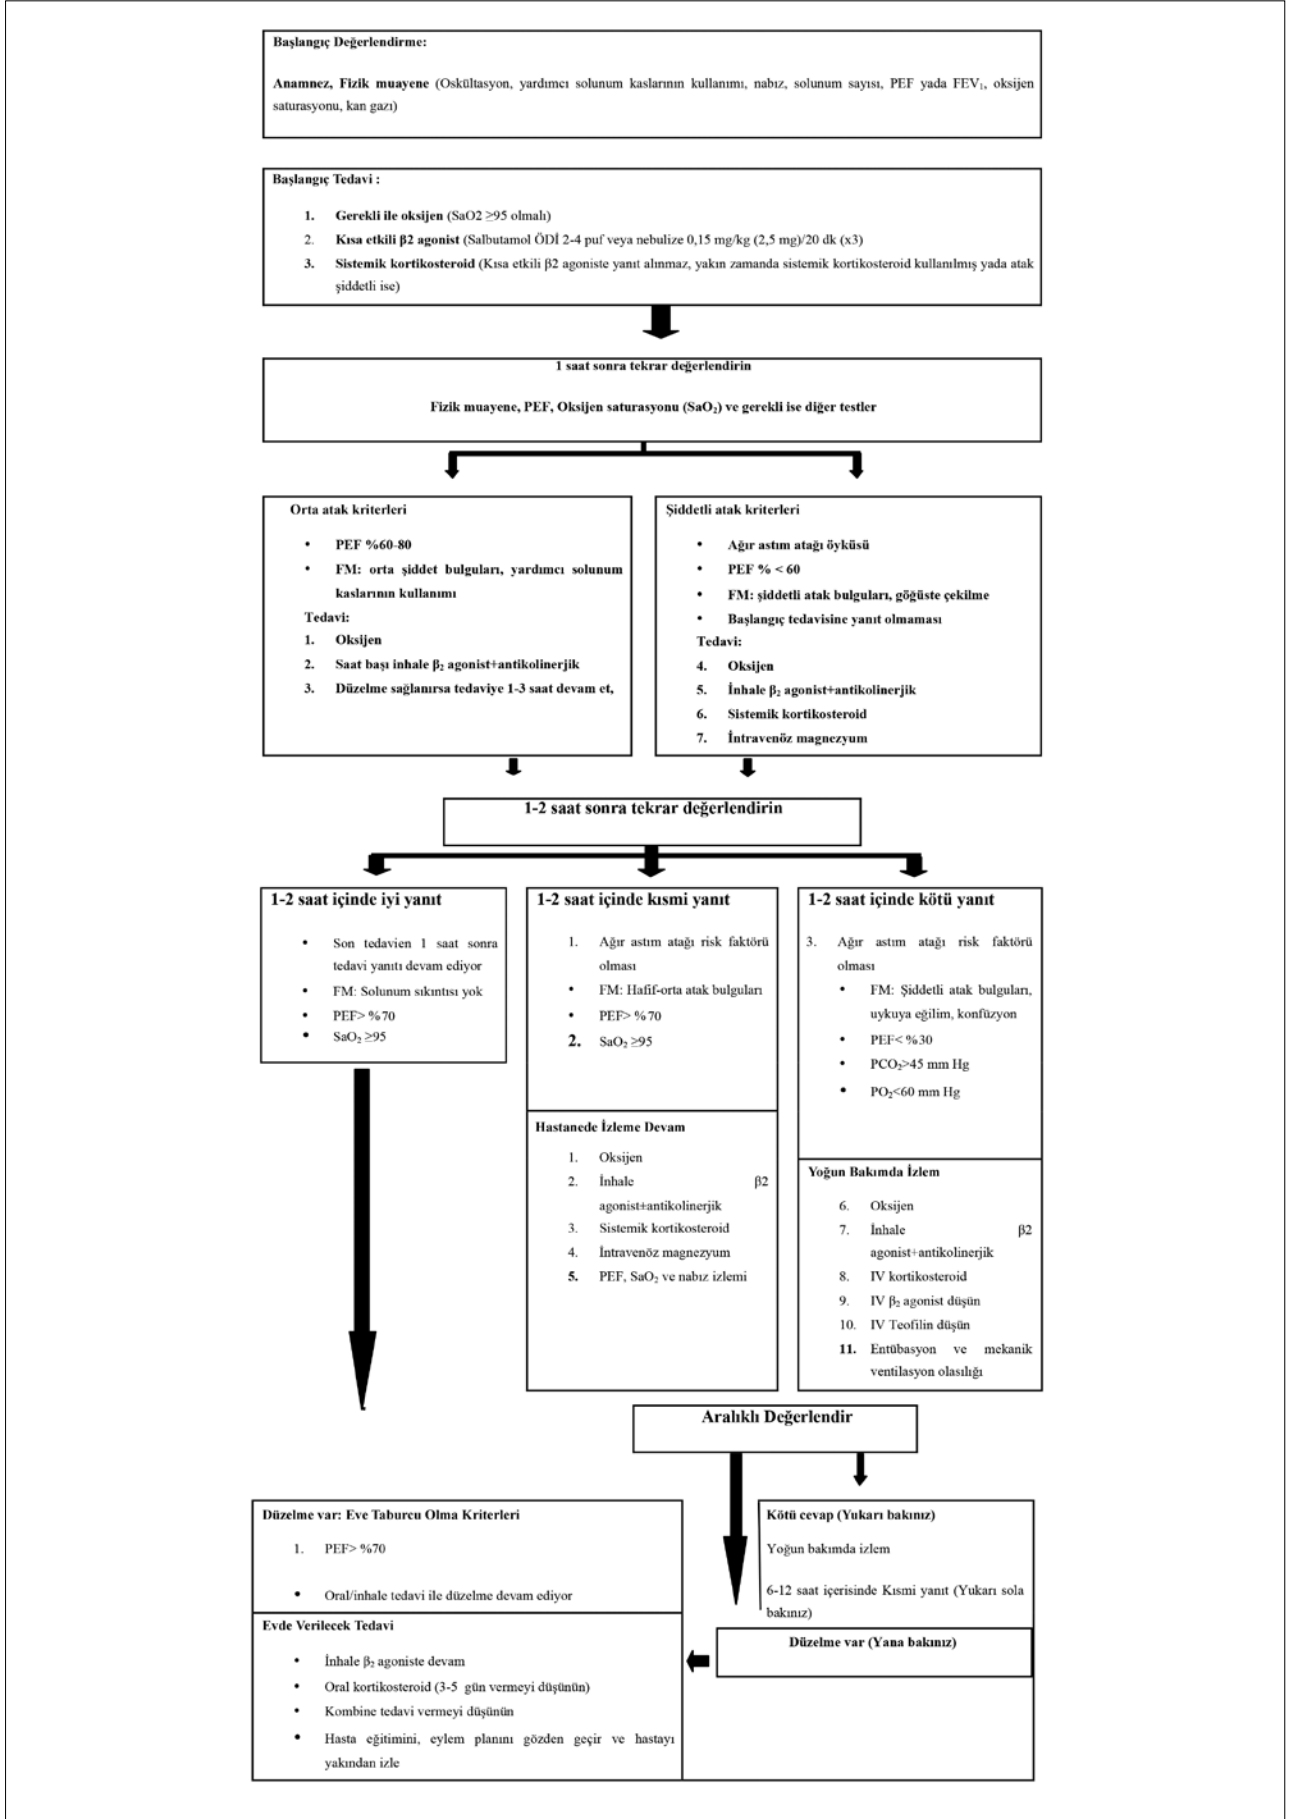 Başlangıç Değerlendirme:
Anamnez, Fizik muayene (Oskültasyon, yardımcı solunum kaslarının kullanımı, nabız, solunum sayısı, PEF yada FEV₁, oksijen
saturasyonu, kan gazı)
Başlangıç Tedavi :
1. Gerekli ile oksijen (SaO2 ≥95 olmalı)
2. Kısa etkili β2 agonist (Salbutamol ÖDİ 2-4 puf veya nebulize 0,15 mg/kg (2,5 mg)/20 dk (x3)
3. Sistemik kortikosteroid (Kısa etkili β2 agoniste yanıt alınmaz, yakın zamanda sistemik kortikosteroid kullanılmış yada atak
şiddetli ise)
1 saat sonra tekrar değerlendirin
Fizik muayene, PEF, Oksijen saturasyonu (SaO₂) ve gerekli ise diğer testler
Orta atak kriterleri
• PEF %60-80
• FM: orta şiddet bulguları, yardımcı solunum
kaslarının kullanımı
Tedavi:
1. Oksijen
2. Saat başı inhale β₂ agonist+antikolinerjik
3. Düzelme sağlanırsa tedaviye 1-3 saat devam et,
Şiddetli atak kriterleri
• Ağır astım atağı öyküsü
• PEF % < 60
• FM: şiddetli atak bulguları, göğüste çekilme
• Başlangıç tedavisine yanıt olmaması
Tedavi:
4. Oksijen
5. İnhale β₂ agonist+antikolinerjik
6. Sistemik kortikosteroid
7. İntravenöz magnezyum
1-2 saat sonra tekrar değerlendirin
1-2 saat içinde iyi yanıt
• Son tedavien 1 saat sonra
tedavi yanıtı devam ediyor
• FM: Solunum sıkıntısı yok
• PEF> %70
• SaO₂ ≥95
1-2 saat içinde kısmi yanıt
1. Ağır astım atağı risk faktörü
olması
• FM: Hafif-orta atak bulguları
• PEF> %70
2. SaO₂ ≥95
Hastanede İzleme Devam
1. Oksijen
2. İnhale β2
agonist+antikolinerjik
3. Sistemik kortikosteroid
4. İntravenöz magnezyum
5. PEF, SaO₂ ve nabız izlemi
1-2 saat içinde kötü yanıt
3. Ağır astım atağı risk faktörü
olması
• FM: Şiddetli atak bulguları,
uykuya eğilim, konfüzyon
• PEF< %30
• PCO₂>45 mm Hg
• PO₂<60 mm Hg
Yoğun Bakımda İzlem
6. Oksijen
7. İnhale β2
agonist+antikolinerjik
8. IV kortikosteroid
9. IV β₂ agonist düşün
10. IV Teofilin düşün
11. Entübasyon ve mekanik
ventilasyon olasılığı
Aralıklı Değerlendir
Düzelme var: Eve Taburcu Olma Kriterleri
1. PEF> %70
• Oral/inhale tedavi ile düzelme devam ediyor
Evde Verilecek Tedavi
• İnhale β₂ agoniste devam
• Oral kortikosteroid (3-5 gün vermeyi düşünün)
• Kombine tedavi vermeyi düşünün
• Hasta eğitimini, eylem planını gözden geçir ve hastayı
yakından izle
Kötü cevap (Yukarı bakınız)
Yoğun bakımda izlem
6-12 saat içerisinde Kısmi yanıt (Yukarı sola
bakınız)
Düzelme var (Yana bakınız)